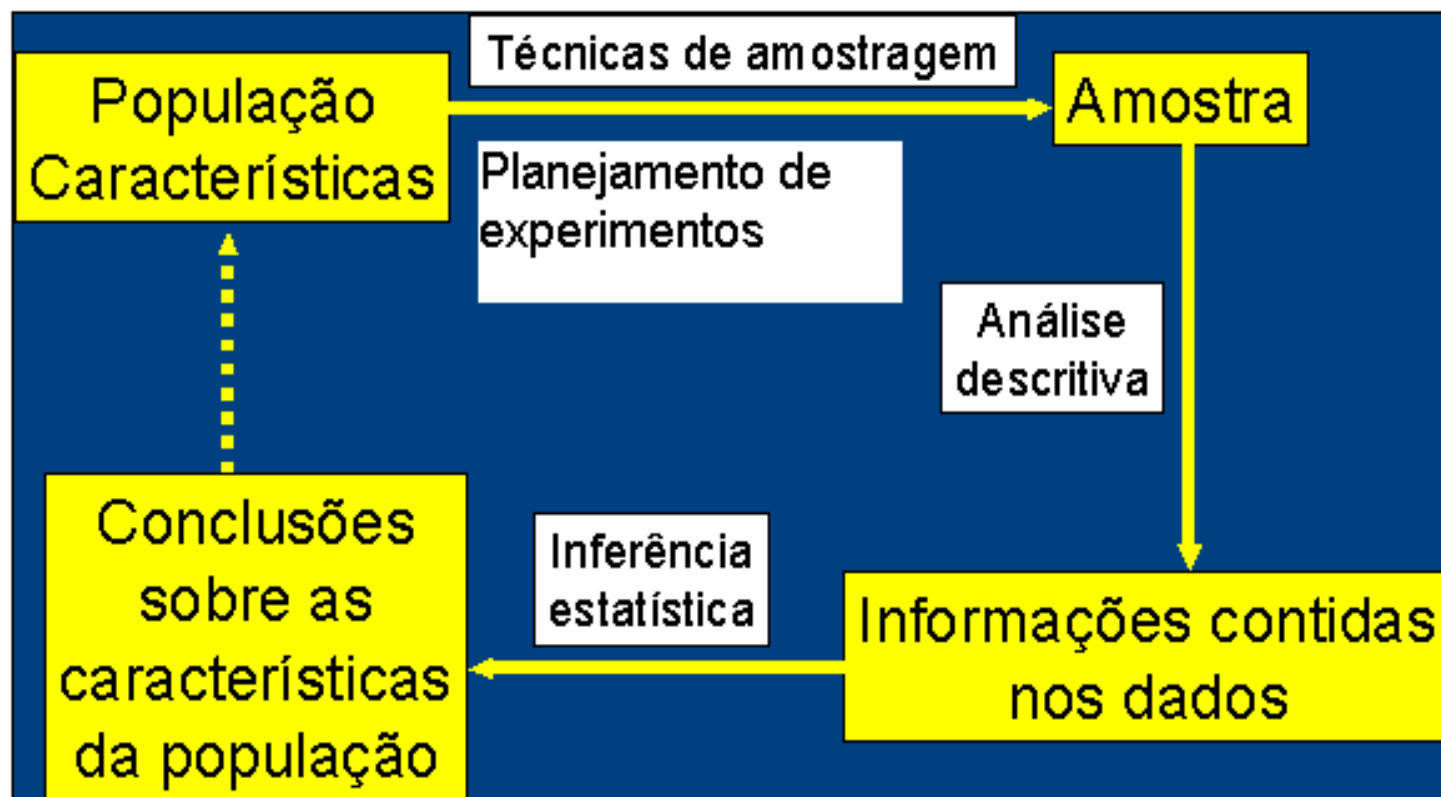 População
Características
Técnicas de amostragem
Amostra
Planejamento de
experimentos
Análise
descritiva
Informações contidas
nos dados
Inferência
estatística
Conclusões
sobre as
características
da população